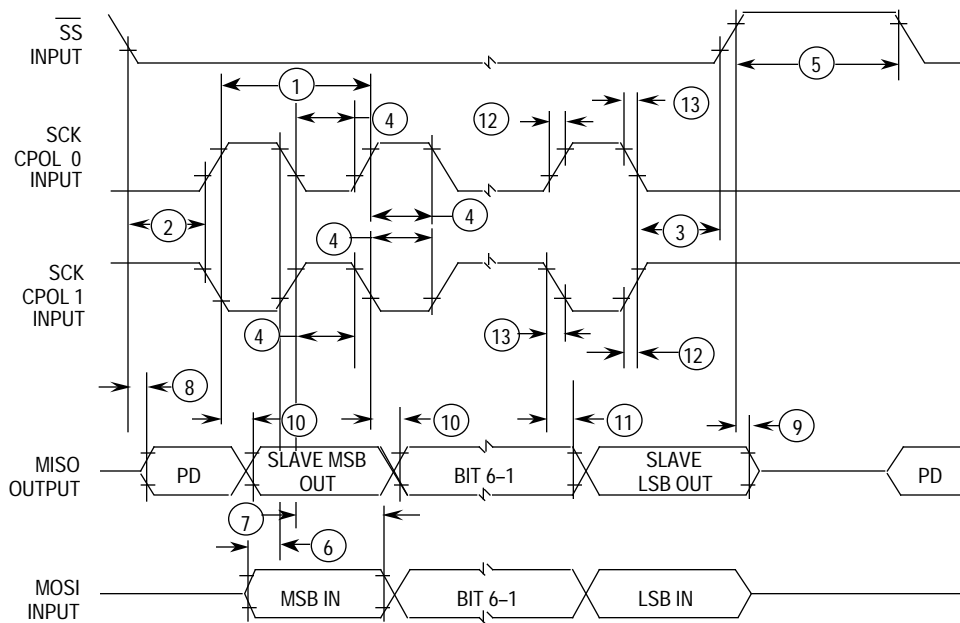 SS
INPUT
5
1
13
4
12
SCK
CPOL 0
INPUT
2
4
3
4
SCK
CPOL 1
INPUT
4
13
12
8
10
10
11
9
MISO
OUTPUT
PD
SLAVE MSB
OUT
BIT 6–1
SLAVE
LSB OUT
PD
7
6
MOSI
INPUT
MSB IN
BIT 6–1
LSB IN